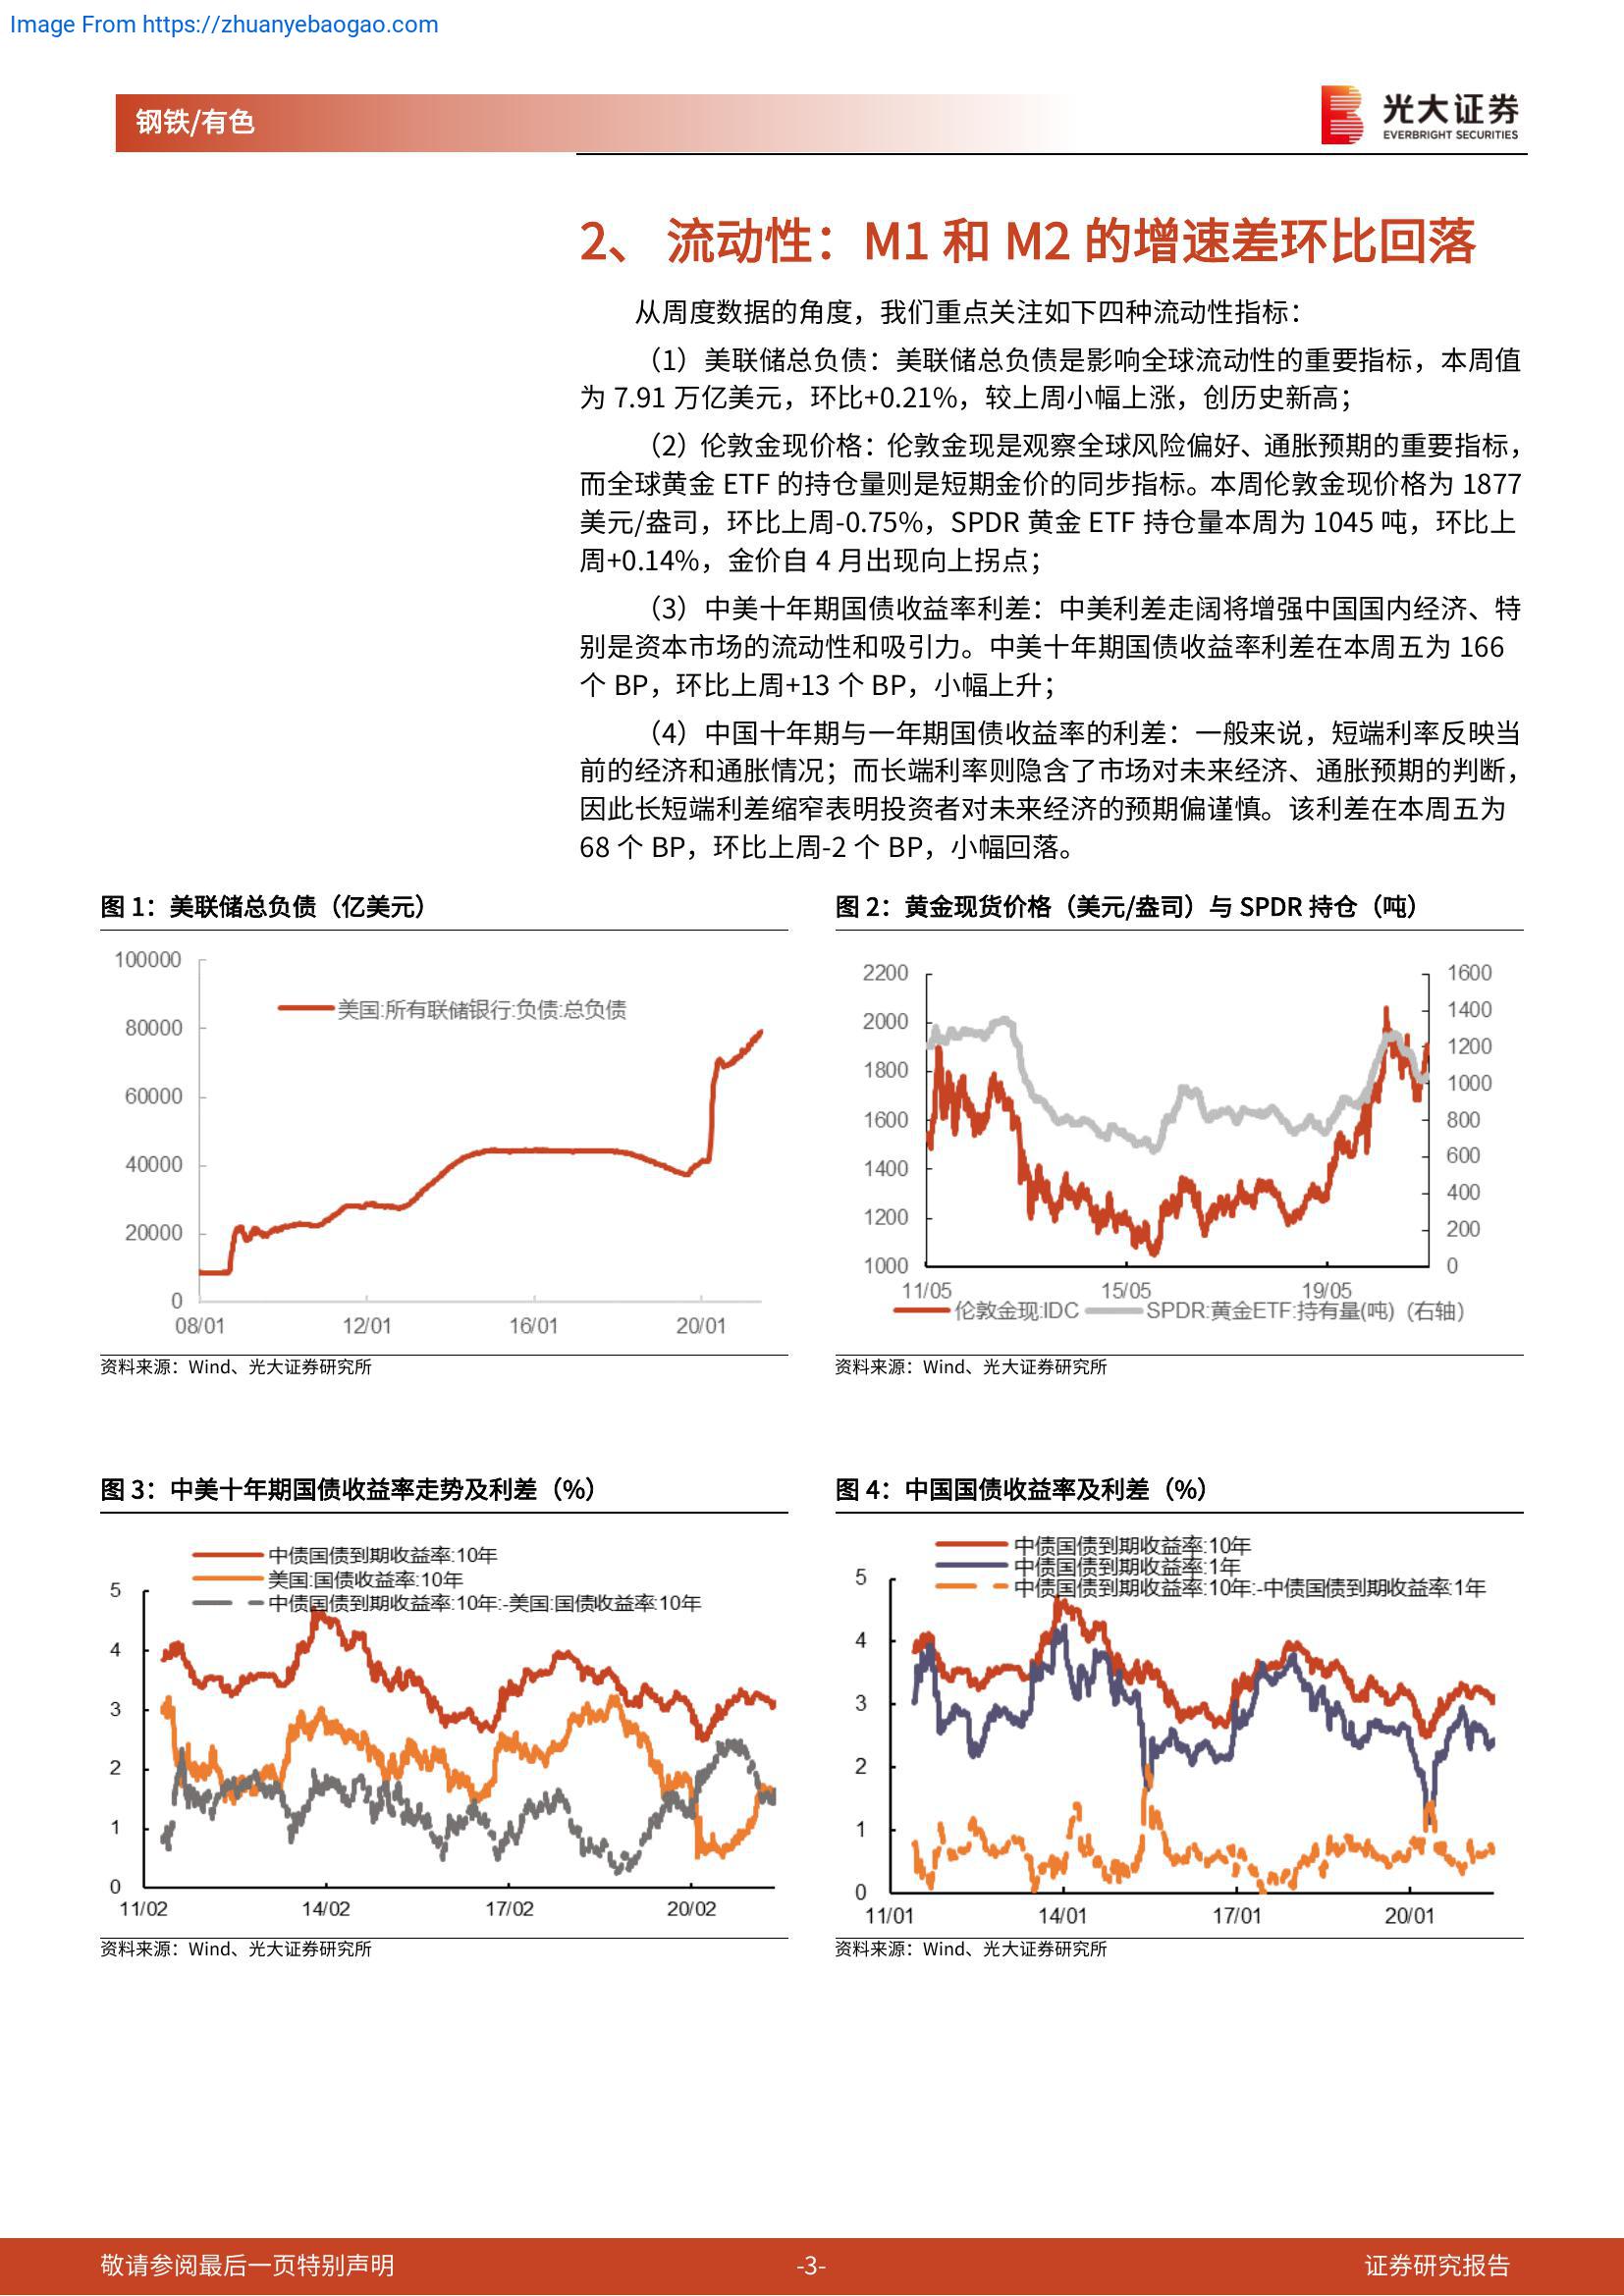 Image From https://zhuanyebaogao.com
钢铁/有色
光大证券
EVERBRIGHT SECURITIES
2、 流动性：M1 和 M2 的增速差环比回落
从周度数据的角度，我们重点关注如下四种流动性指标：
（1）美联储总负债：美联储总负债是影响全球流动性的重要指标，本周值
为 7.91 万亿美元，环比+0.21%，较上周小幅上涨，创历史新高；
（2）伦敦金现价格：伦敦金现是观察全球风险偏好、通胀预期的重要指标，
而全球黄金 ETF 的持仓量则是短期金价的同步指标。本周伦敦金现价格为 1877
美元/盎司，环比上周-0.75%，SPDR 黄金 ETF 持仓量本周为 1045 吨，环比上
周+0.14%，金价自 4 月出现向上拐点；
（3）中美十年期国债收益率利差：中美利差走阔将增强中国国内经济、特
别是资本市场的流动性和吸引力。中美十年期国债收益率利差在本周五为 166
个 BP，环比上周+13 个 BP，小幅上升；
（4）中国十年期与一年期国债收益率的利差：一般来说，短端利率反映当
前的经济和通胀情况；而长端利率则隐含了市场对未来经济、通胀预期的判断，
因此长短端利差缩窄表明投资者对未来经济的预期偏谨慎。该利差在本周五为
68 个 BP，环比上周-2 个 BP，小幅回落。
图 1：美联储总负债（亿美元）
100000
80000
60000
40000
20000
0
美国:所有联储银行:负债:总负债
08/01 12/01 16/01 20/01
资料来源：Wind、光大证券研究所
图 2：黄金现货价格（美元/盎司）与 SPDR 持仓（吨）
2200
2000
1800
1600
1400
1200
1000
1600
1400
1200
1000
800
600
400
200
0
11/05 15/05 19/05
伦敦金现:IDC SPDR:黄金ETF:持有量(吨)（右轴）
资料来源：Wind、光大证券研究所
图 3：中美十年期国债收益率走势及利差（%）
中债国债到期收益率:10年
美国:国债收益率:10年
中债国债到期收益率:10年:-美国:国债收益率:10年
5
4
3
2
1
0
11/02 14/02 17/02 20/02
资料来源：Wind、光大证券研究所
图 4：中国国债收益率及利差（%）
中债国债到期收益率:10年
中债国债到期收益率:1年
中债国债到期收益率:10年:-中债国债到期收益率:1年
5
4
3
2
1
0
11/01 14/01 17/01 20/01
资料来源：Wind、光大证券研究所
敬请参阅最后一页特别声明 -3- 证券研究报告